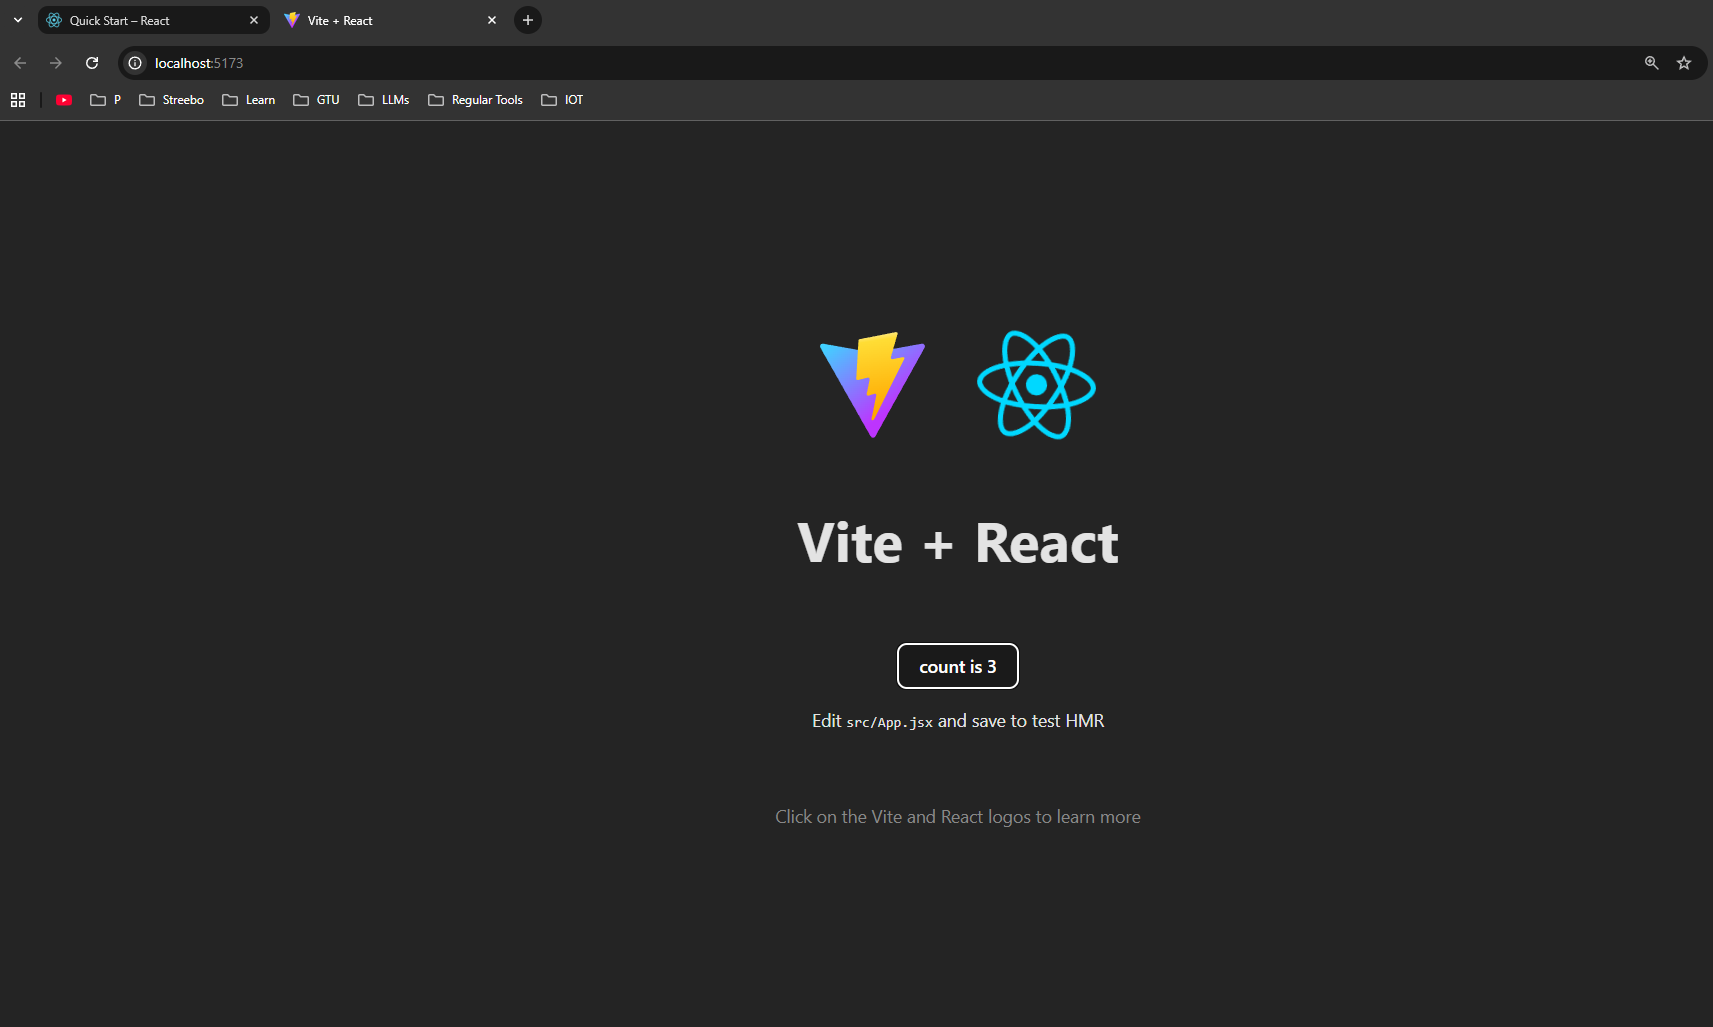 Quick Start – React
Vite + React
localhost:5173
P
Streebo
Learn
GTU
LLMs
Regular Tools
IOT
Vite + React
count is 3
Edit src/App.jsx and save to test HMR
Click on the Vite and React logos to learn more